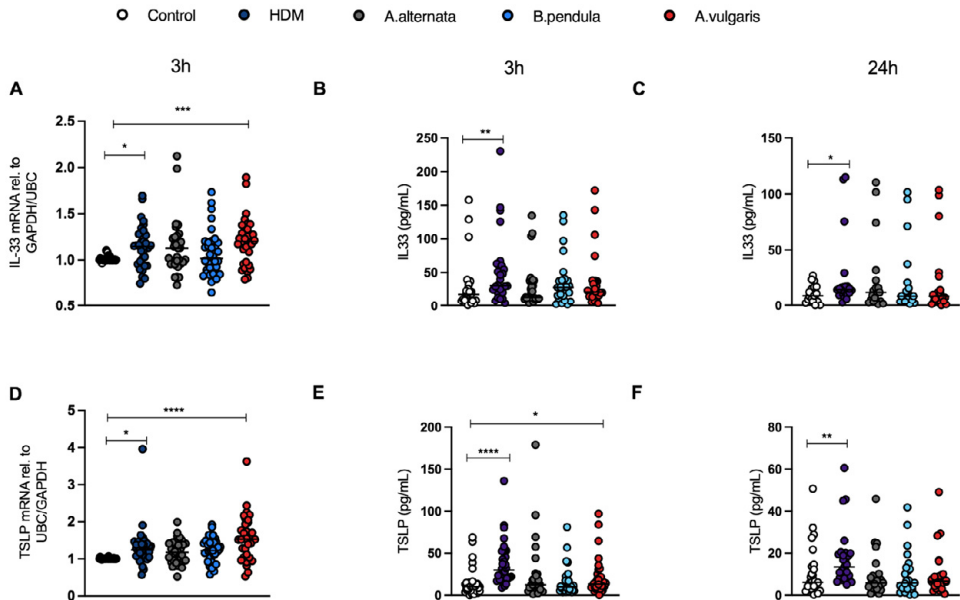 Control HDM A.alternata B.pendula A.vulgaris
3h 3h 24h
A
***
*
IL-33 mRNA rel. to
GAPDH/UBC
2.5
2.0
1.5
1.0
0.5
B
**
IL33 (pg/mL)
250
200
150
100
50
0
C
*
IL33 (pg/mL)
150
100
50
0
D
****
*
TSLP mRNA rel. to
UBC/GAPDH
5
4
3
2
1
0
E
*
****
TSLP (pg/mL)
200
150
100
50
0
F
**
TSLP (pg/mL)
80
60
40
20
0